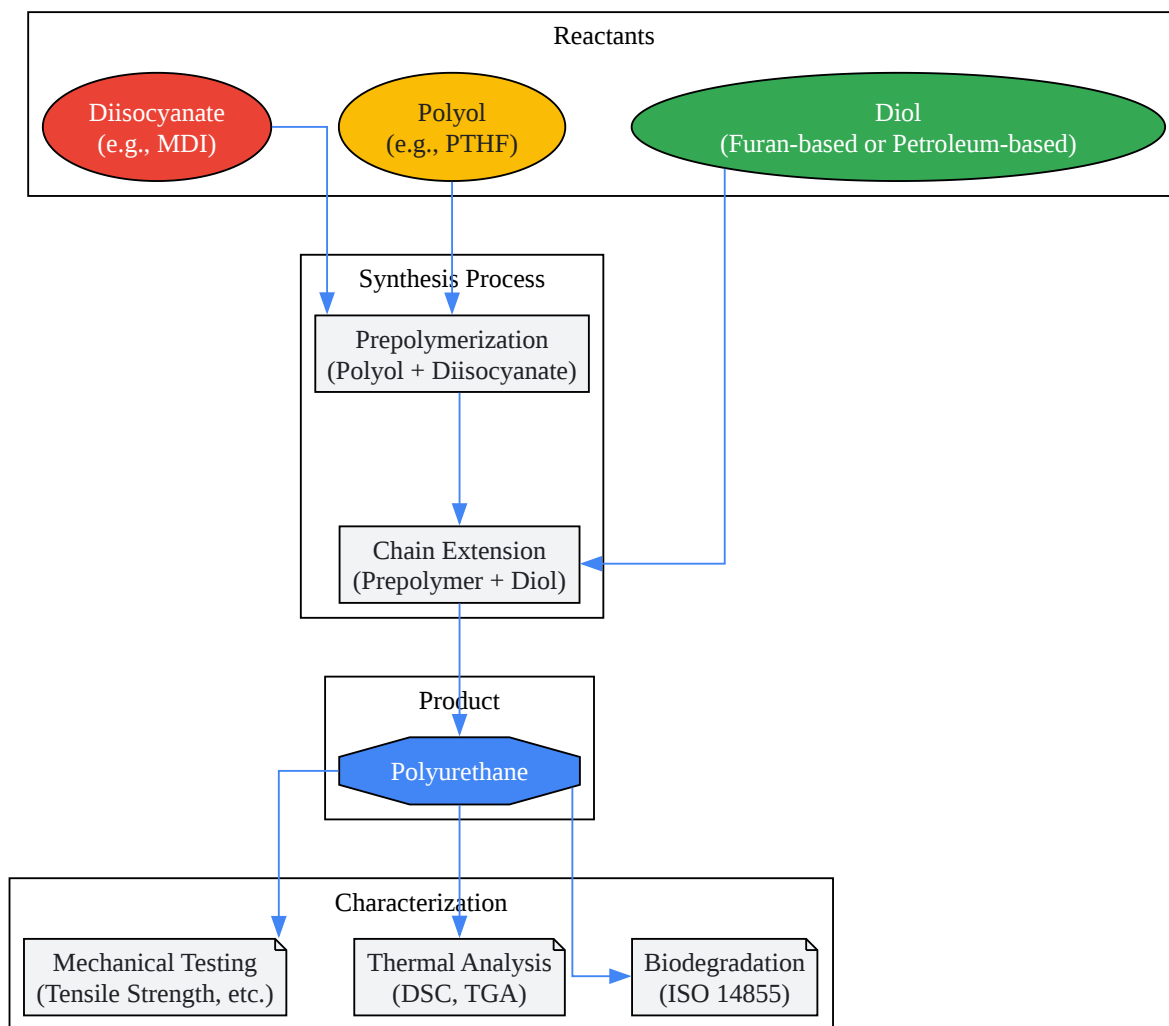 Reactants
Diisocyanate
(e.g., MDI)
Polyol
(e.g., PTHF)
Diol
(Furan-based or Petroleum-based)
Synthesis Process
Prepolymerization
(Polyol + Diisocyanate)
Chain Extension
(Prepolymer + Diol)
Product
Polyurethane
Characterization
Mechanical Testing
(Tensile Strength, etc.)
Thermal Analysis
(DSC, TGA)
Biodegradation
(ISO 14855)